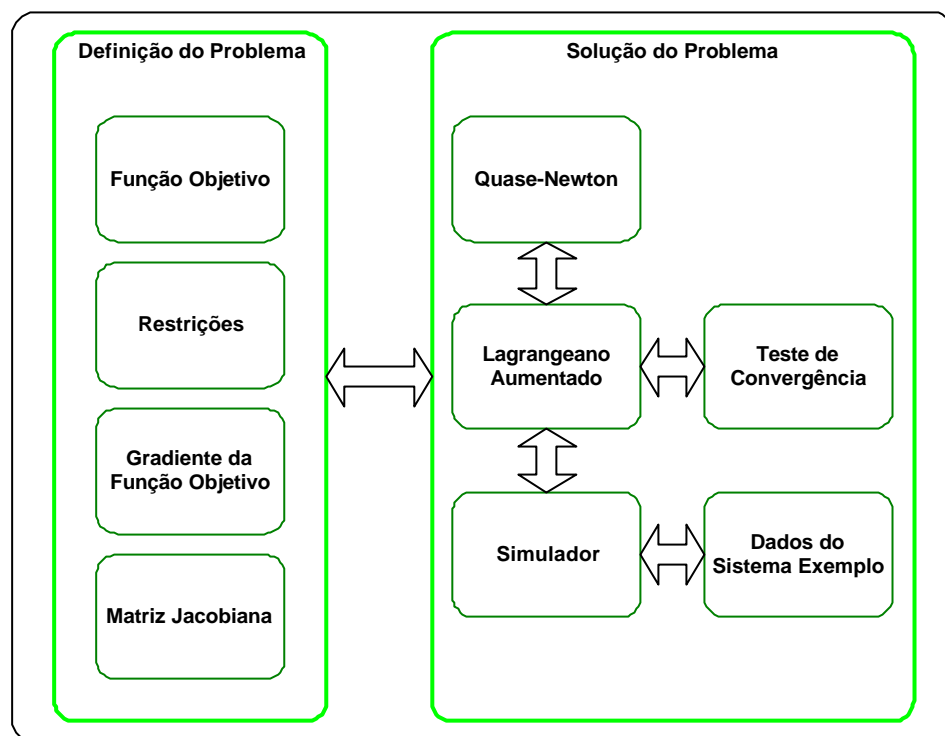 Definição do Problema
Função Objetivo
Restrições
Gradiente da
Função Objetivo
Matriz Jacobiana
Solução do Problema
Quase-Newton
Lagrangeano
Aumentado
Teste de
Convergência
Simulador
Dados do
Sistema Exemplo